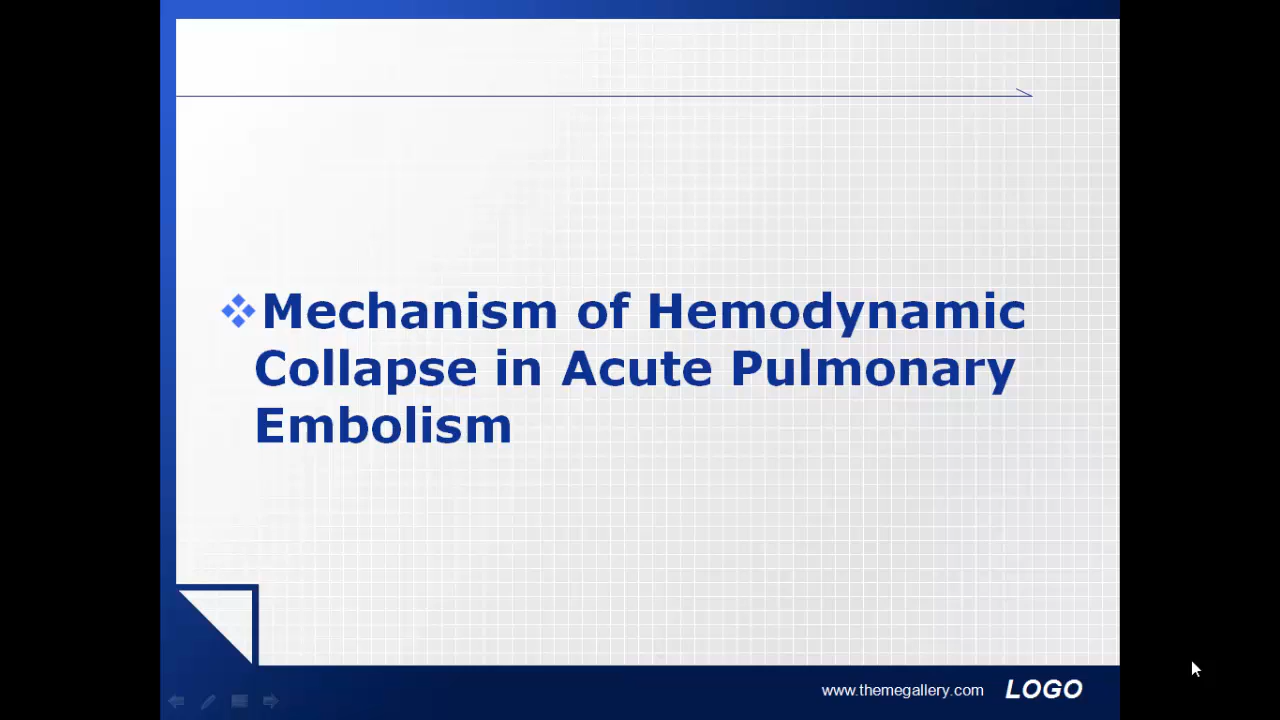 Mechanism of Hemodynamic
Collapse in Acute Pulmonary
Embolism
www.themegallery.com LOGO